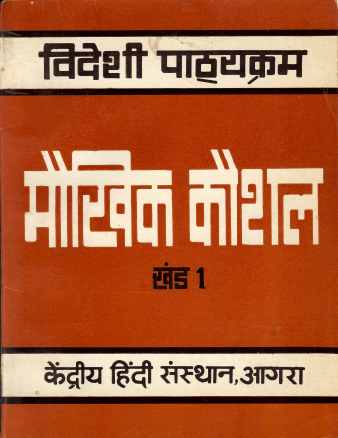 विदेशी पाठ्यक्रम
मौखिक कौशल
खंड 1
केंद्रीय हिंदी संस्थान, आगरा